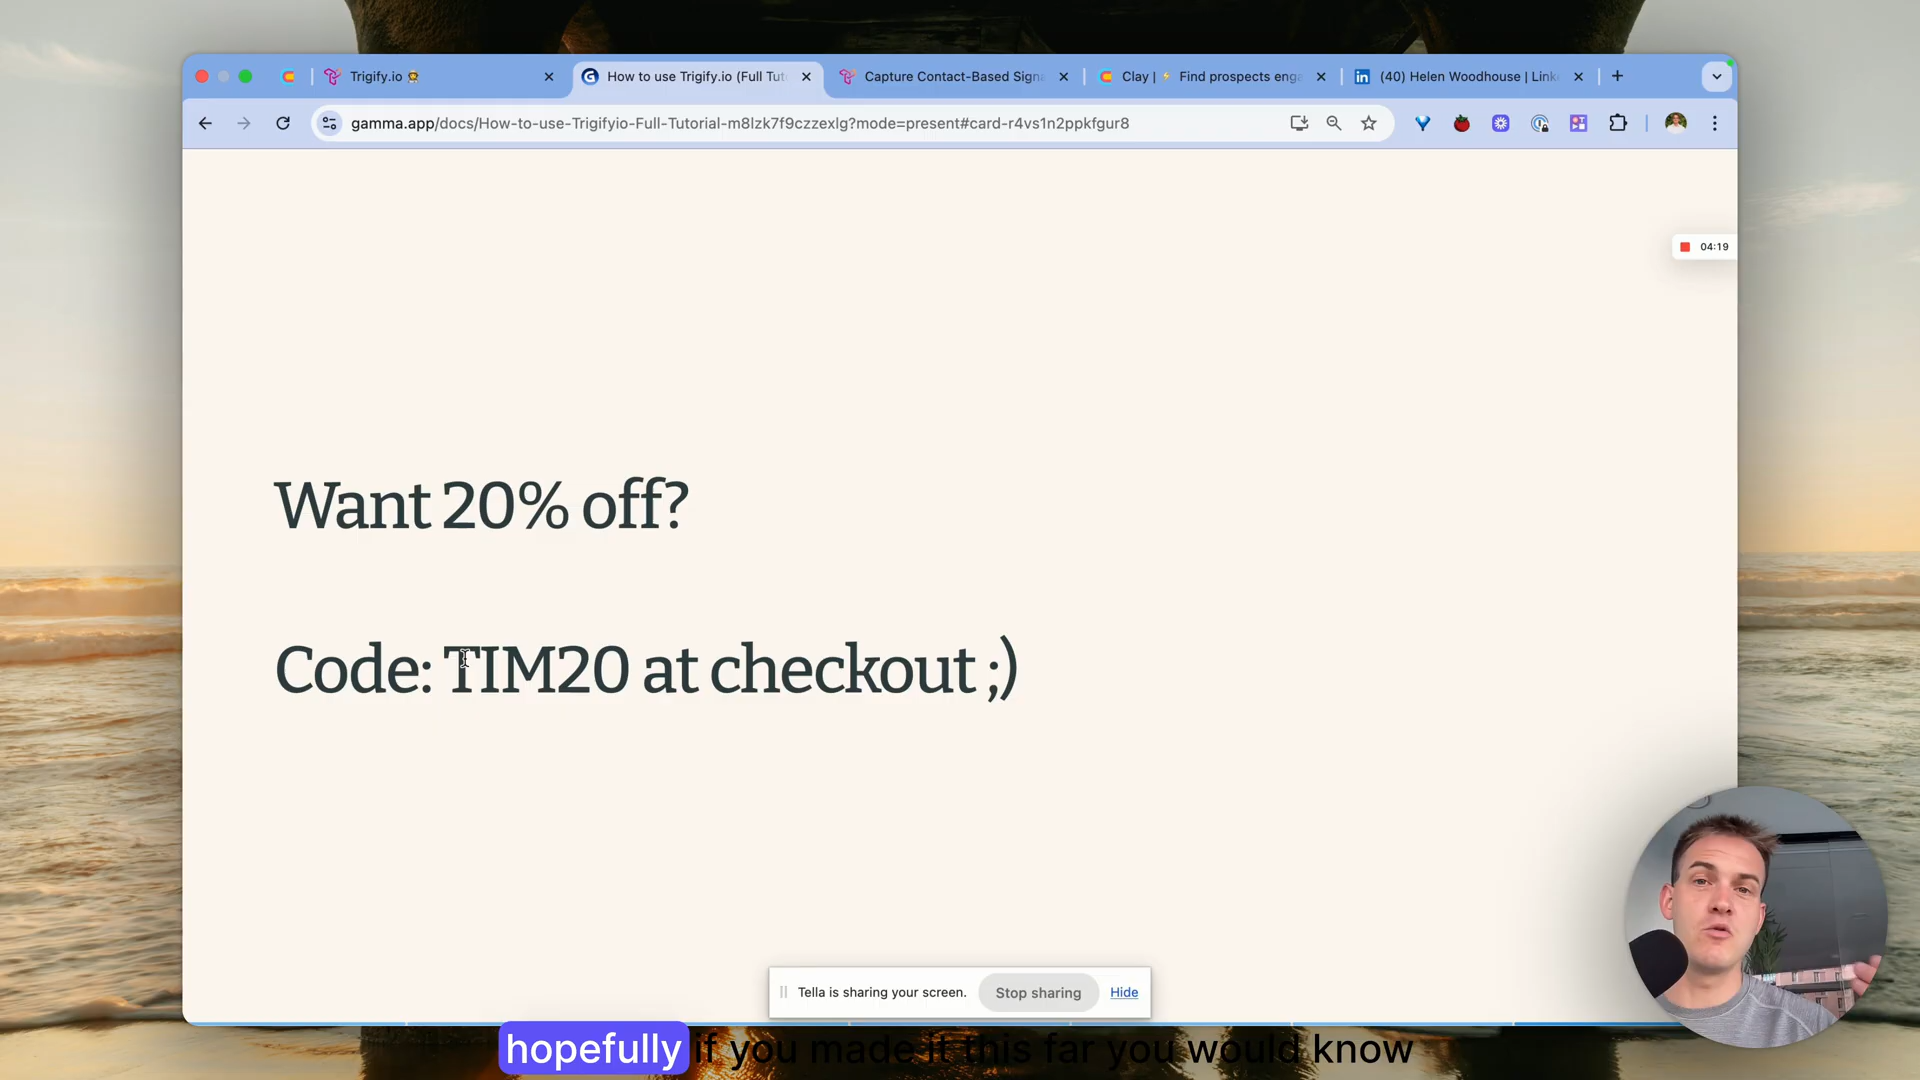 Trigify.io
How to use Trigify.io (Full Tut
Capture Contact-Based Signa
Clay | ⚡ Find prospects eng
(40) Helen Woodhouse | Link
gamma.app/docs/How-to-use-Trigifyio-Full-Tutorial-m8lzk7f9czzexlg?mode=present#card-r4vs1n2ppkfgur8
04:19
Want 20% off?
Code: TIM20 at checkout ;)
Tella is sharing your screen.
Stop sharing
Hide
hopefully if you made it this far you would know